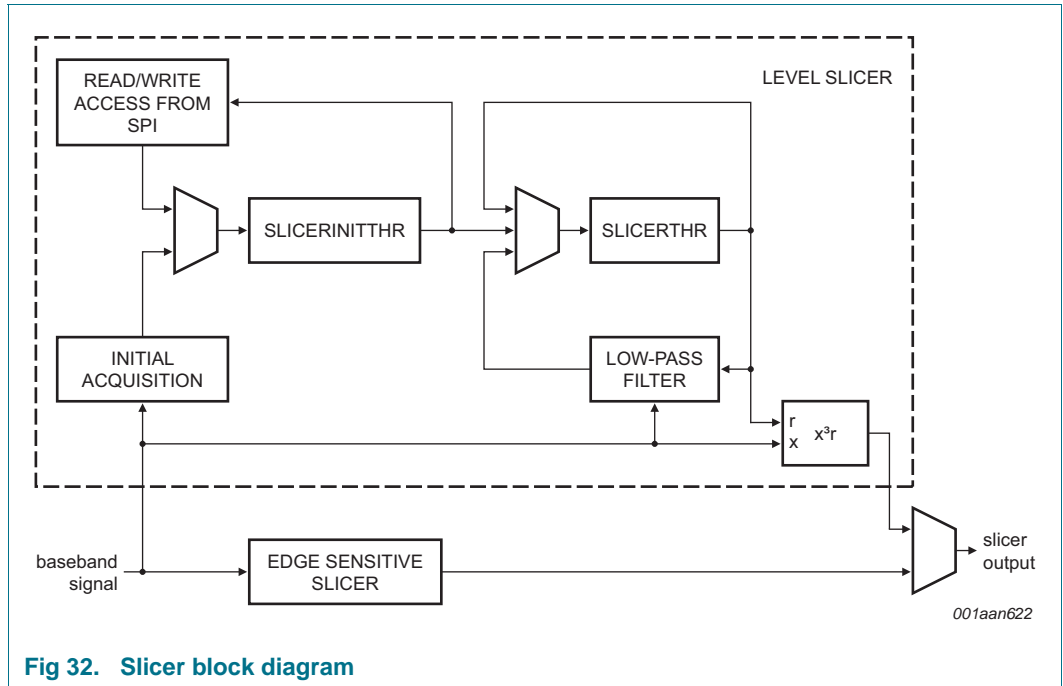 READ/WRITE
ACCESS FROM
SPI
LEVEL SLICER
SLICERINITTHR
SLICERTHR
INITIAL
ACQUISITION
LOW-PASS
FILTER
r
x
x³r
baseband
signal
EDGE SENSITIVE
SLICER
slicer
output
001aan622
Fig 32. Slicer block diagram